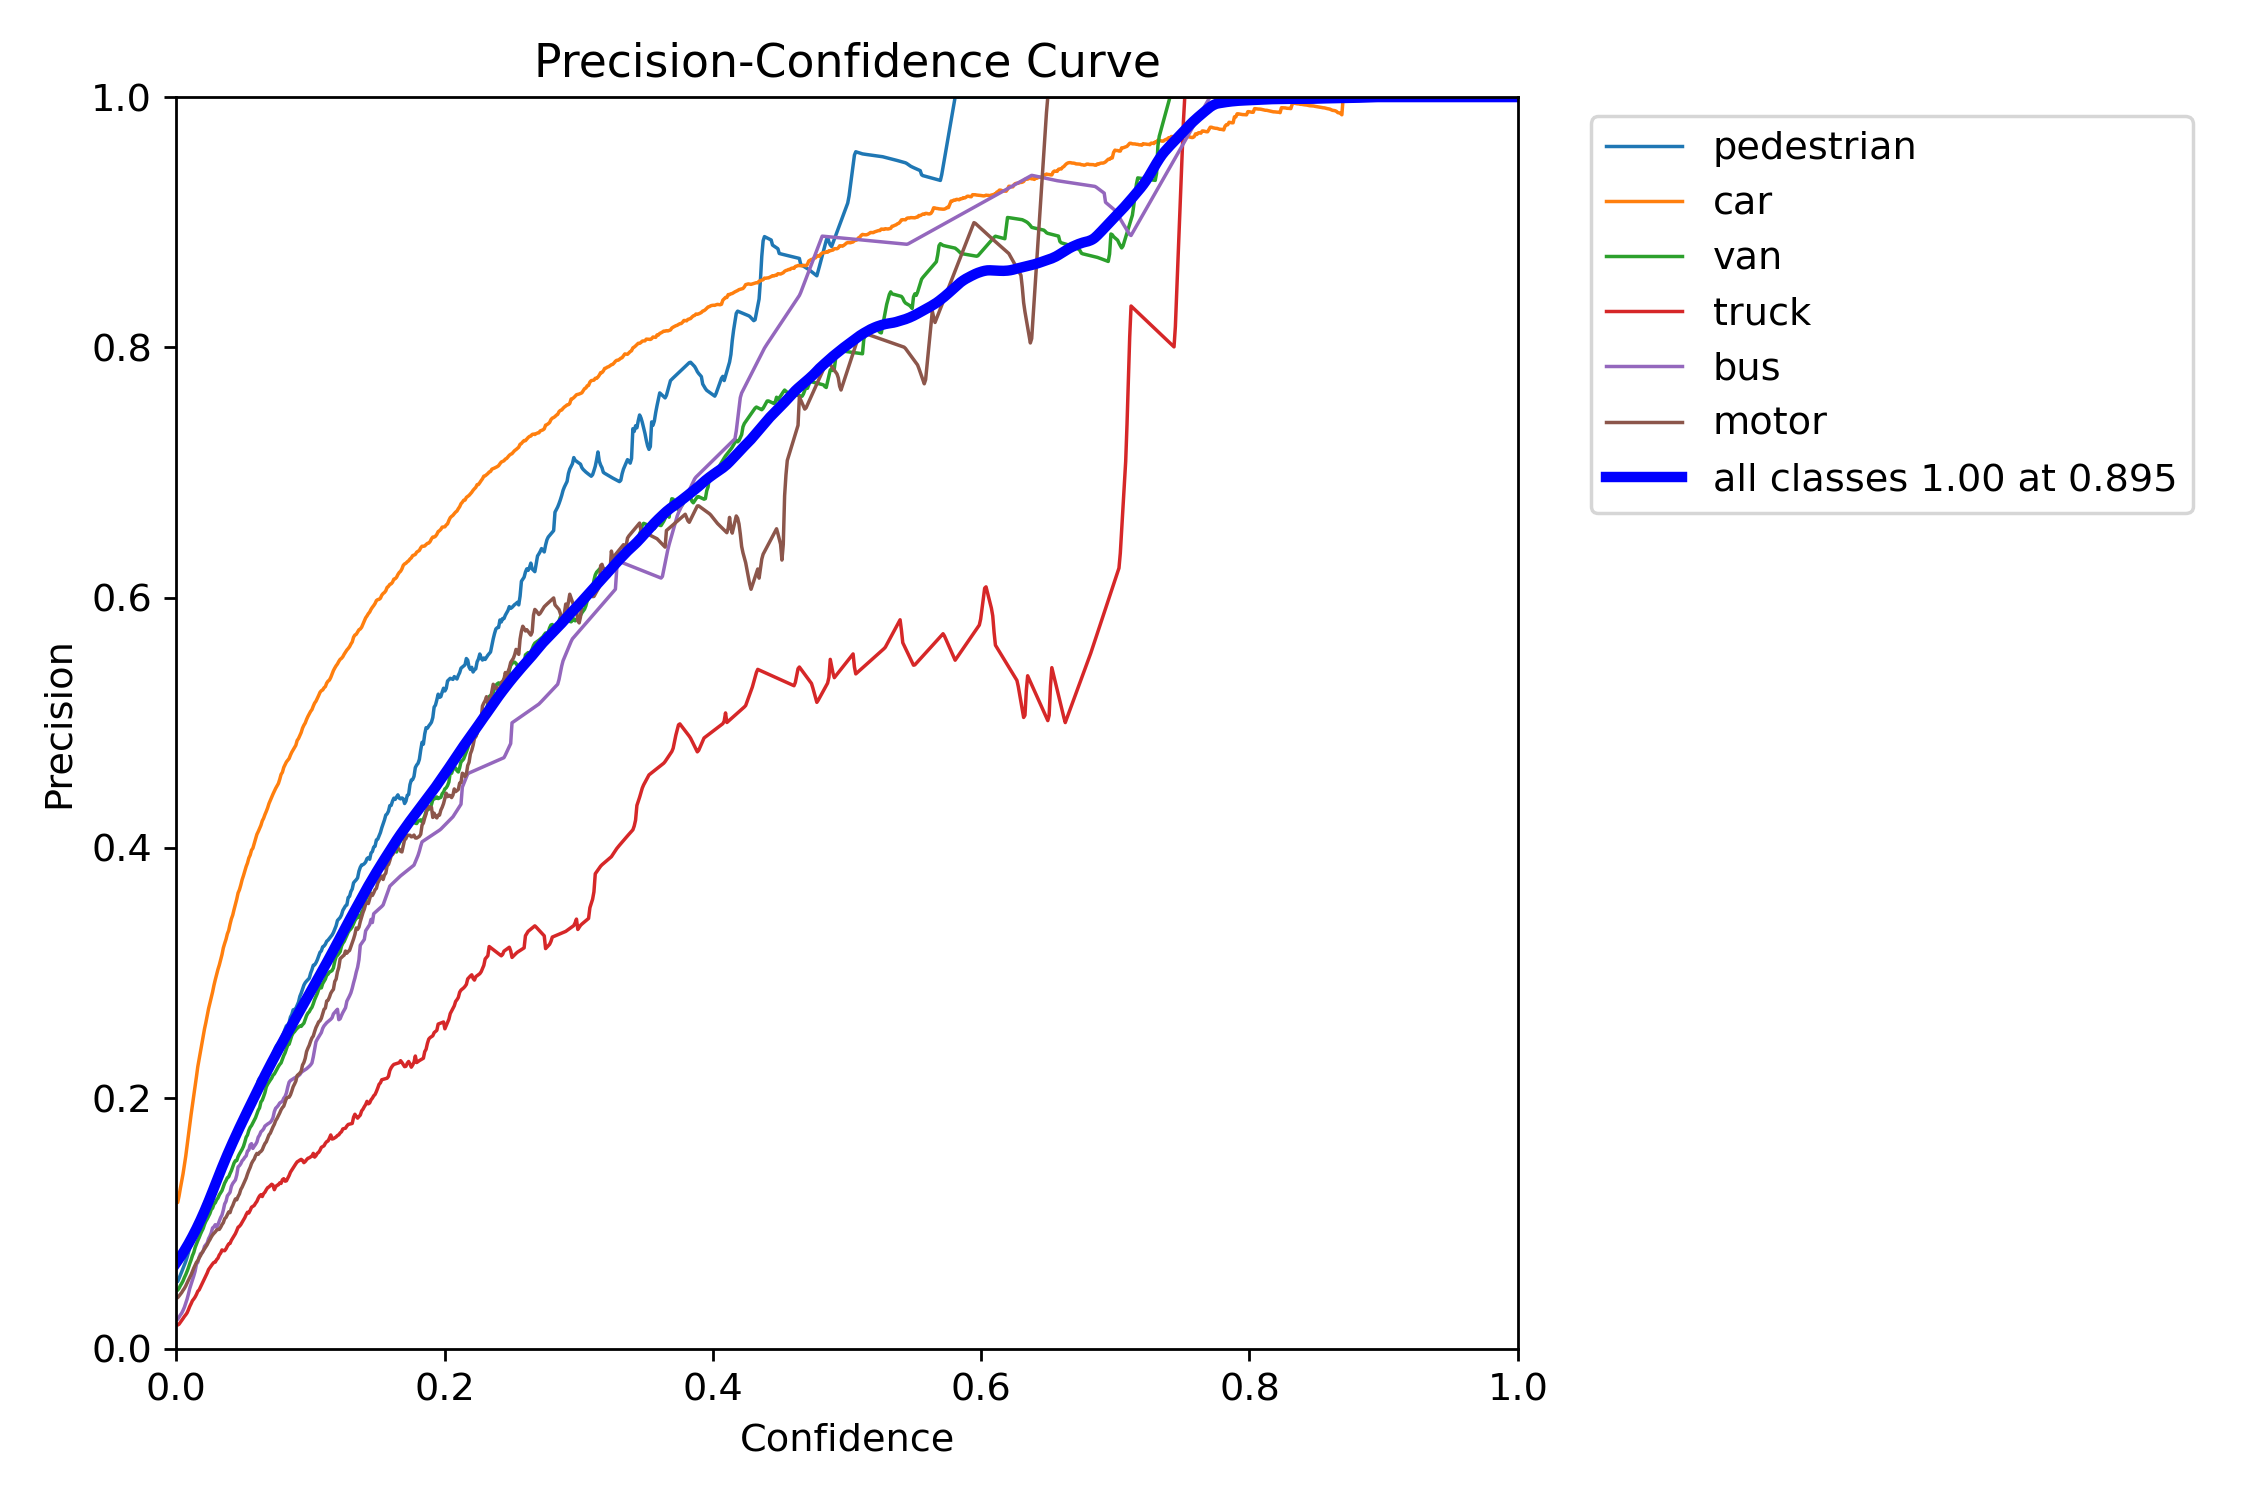 Precision-Confidence Curve
1.0
0.8
0.6
0.4
0.2
0.0
Precision
0.0 0.2 0.4 0.6 0.8 1.0
Confidence
pedestrian
car
van
truck
bus
motor
all classes 1.00 at 0.895